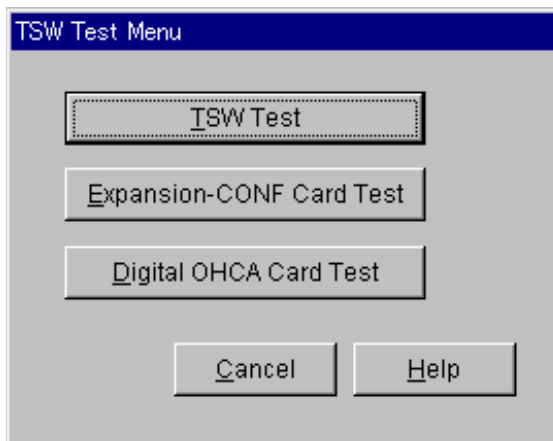 TSW Test Menu
TSW Test
Expansion-CONF Card Test
Digital OHCA Card Test
Cancel Help